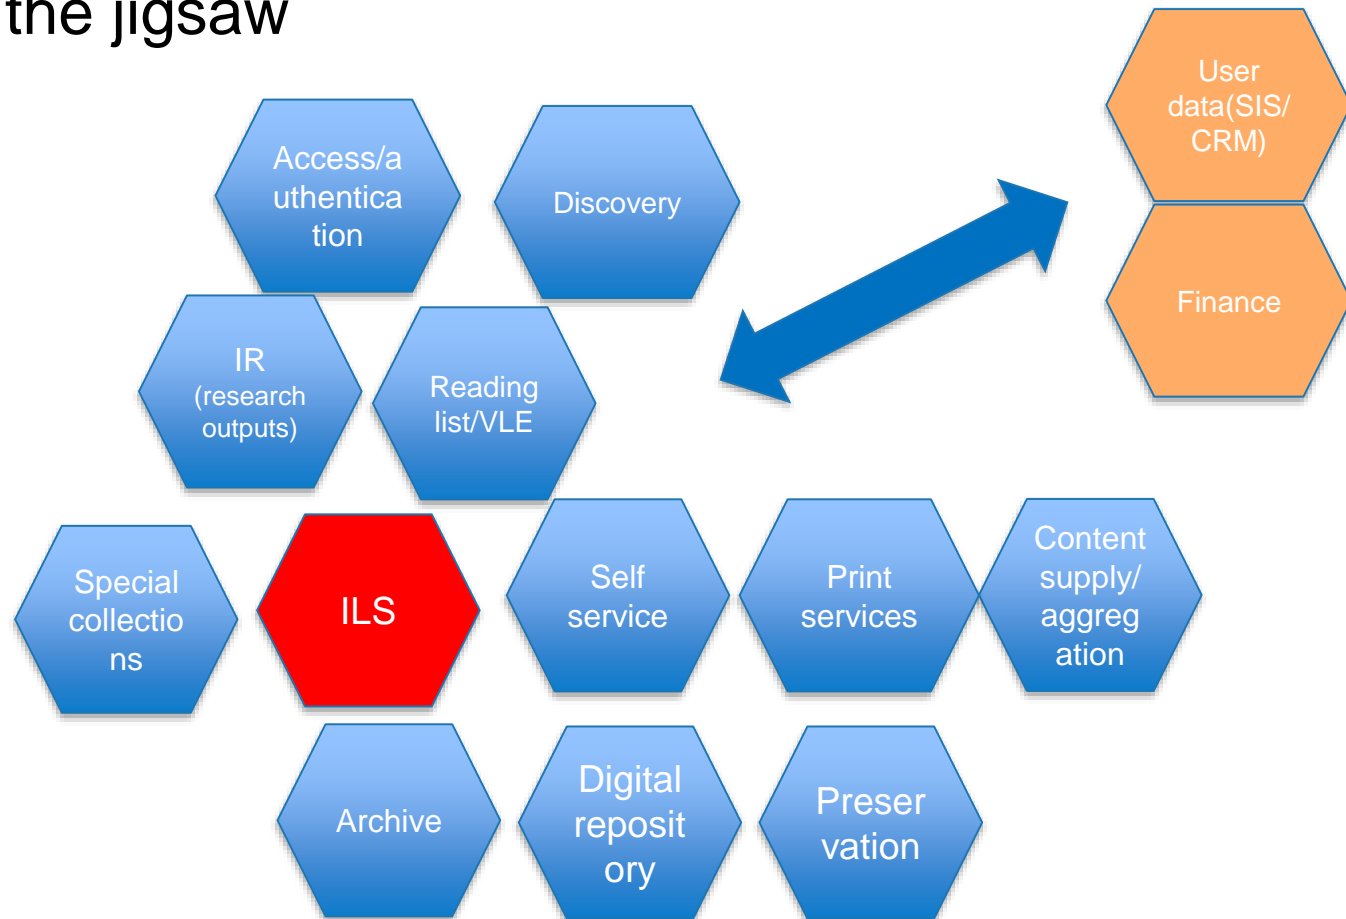 the jigsaw
User
data(SIS/
CRM)
Access/a
uthentica
tion
Discovery
Finance
IR
(research
outputs)
Reading
list/VLE
Special
collectio
ns
ILS
Self
service
Print
services
Content
supply/
aggreg
ation
Archive
Digital
reposit
ory
Preser
vation